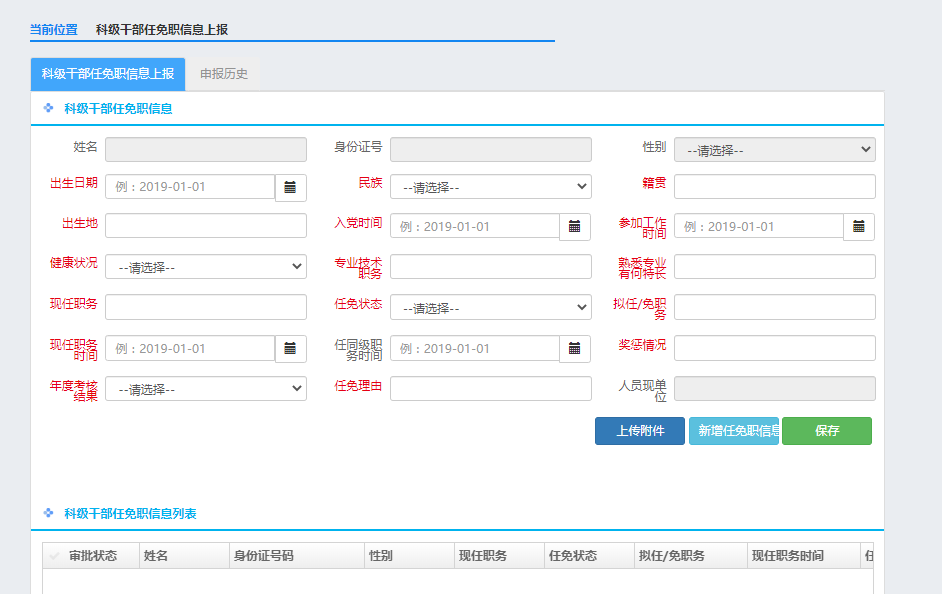 当前位置 科级干部任免职信息上报
科级干部任免职信息上报 申报历史
科级干部任免职信息
姓名 身份证号 性别 --请选择--
出生日期 例：2019-01-01 民族 --请选择-- 籍贯
出生地 入党时间 例：2019-01-01 参加工作时间 例：2019-01-01
健康状况 --请选择-- 专业技术职务 熟悉专业有何特长
现任职务 任免状态 --请选择-- 拟任/免职务
现任职务时间 例：2019-01-01 任同级职务时间 例：2019-01-01 奖惩情况
年度考核结果 --请选择-- 任免理由 人员现单位
上传附件 新增任免职信息 保存
科级干部任免职信息列表
审批状态 姓名 身份证号码 性别 现任职务 任免状态 拟任/免职务 现任职务时间 任